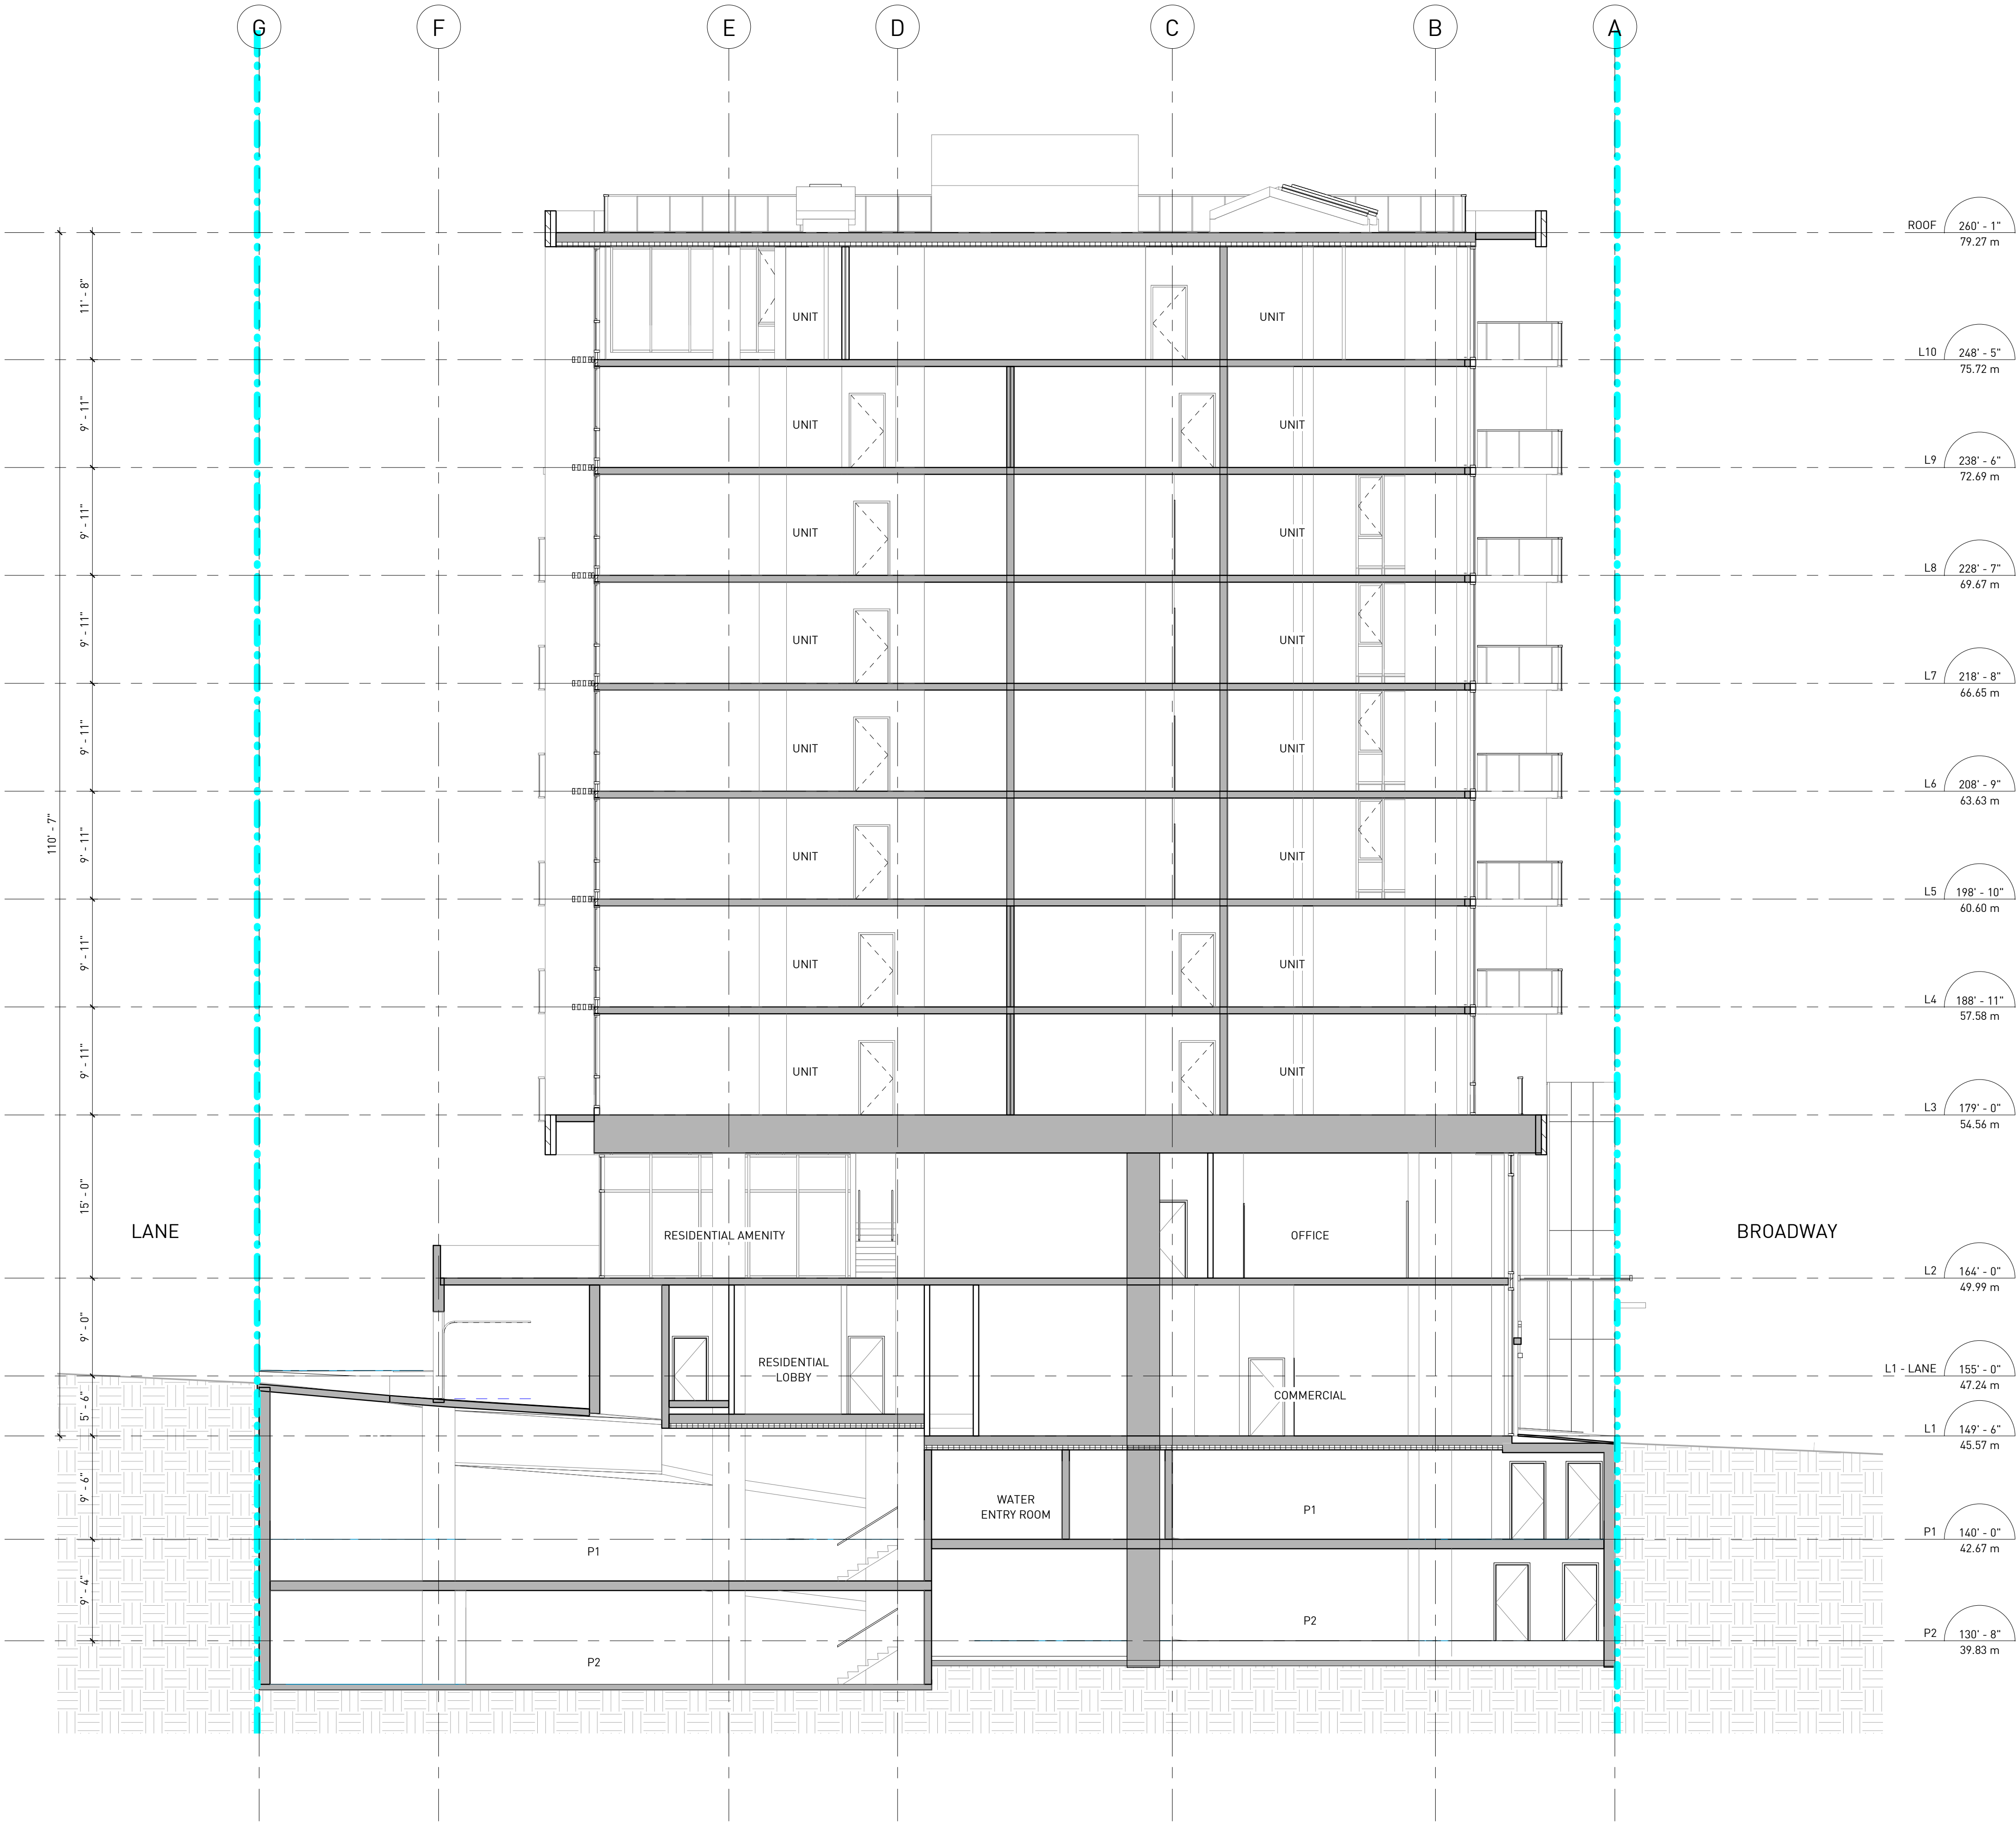 G F E D C B A
ROOF 260' - 1"
79.27 m
11' - 8"
UNIT UNIT
L10 248' - 5"
75.72 m
9' - 11"
UNIT UNIT
L9 238' - 6"
72.69 m
9' - 11"
UNIT UNIT
L8 228' - 7"
69.67 m
9' - 11"
UNIT UNIT
L7 218' - 8"
66.65 m
9' - 11"
UNIT UNIT
L6 208' - 9"
63.63 m
110' - 7"
9' - 11"
UNIT UNIT
L5 198' - 10"
60.60 m
9' - 11"
UNIT UNIT
L4 188' - 11"
57.58 m
9' - 11"
UNIT UNIT
L3 179' - 0"
54.56 m
15' - 0"
LANE
RESIDENTIAL AMENITY
OFFICE
BROADWAY
L2 164' - 0"
49.99 m
9' - 0"
RESIDENTIAL
LOBBY
L1 - LANE 155' - 0"
47.24 m
COMMERCIAL
5' - 6"
L1 149' - 6"
45.57 m
9' - 6"
WATER
ENTRY ROOM
P1
P1 140' - 0"
42.67 m
P1
9' - 4"
P2
P2 130' - 8"
39.83 m
P2